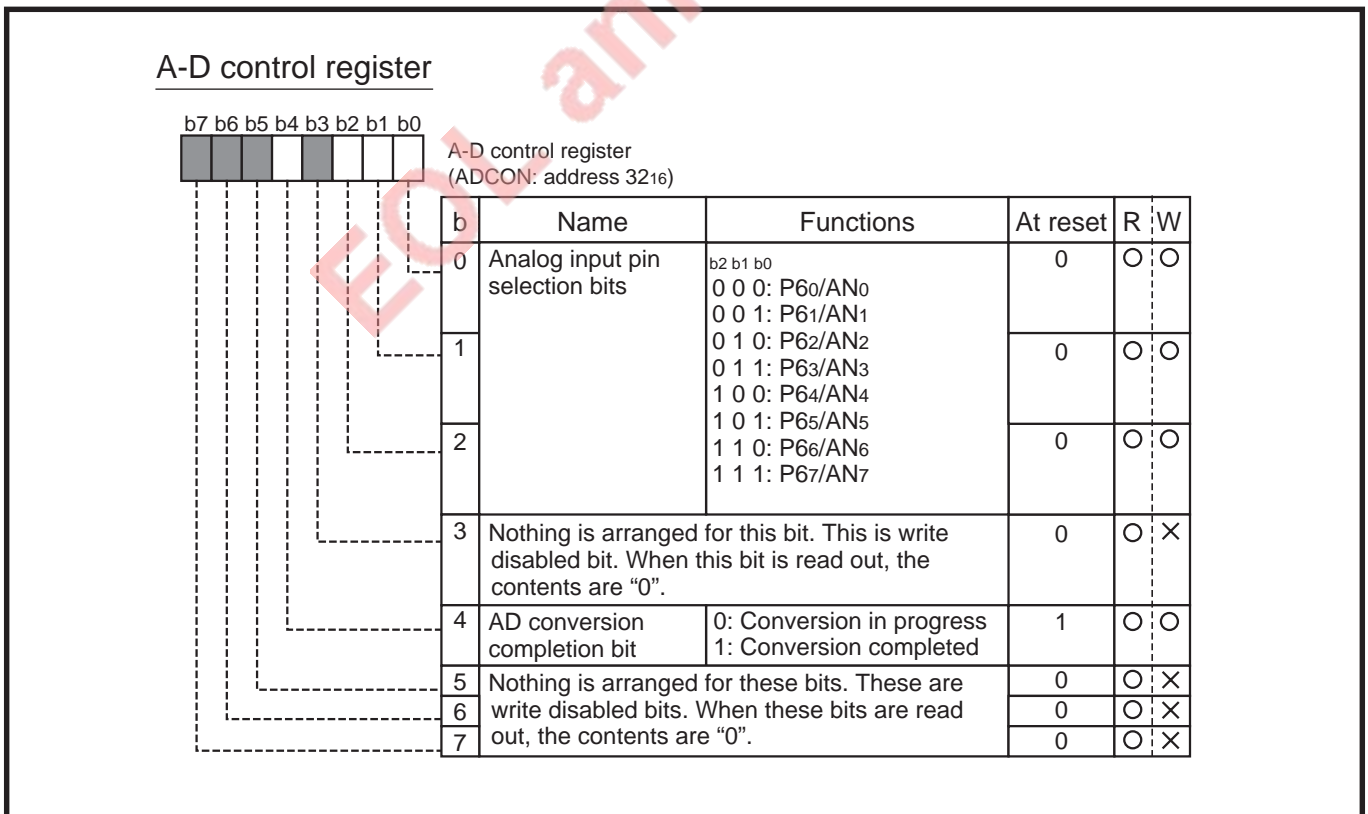 EOL an
A-D control register
b7 b6 b5 b4 b3 b2 b1 b0
A-D control register
(ADCON: address 3216)
b Name Functions At reset R W
0 Analog input pin selection bits b2 b1 b0 0 O O
0 0 0: P60/AN0
0 0 1: P61/AN1
0 1 0: P62/AN2
1 0 O O
0 1 1: P63/AN3
1 0 0: P64/AN4
1 0 1: P65/AN5
2 0 O O
1 1 0: P66/AN6
1 1 1: P67/AN7
3 Nothing is arranged for this bit. This is write 0 O ×
disabled bit. When this bit is read out, the
contents are “0”.
4 AD conversion 0: Conversion in progress 1 O O
completion bit 1: Conversion completed
5 Nothing is arranged for these bits. These are 0 O ×
6 write disabled bits. When these bits are read 0 O ×
7 out, the contents are “0”. 0 O ×